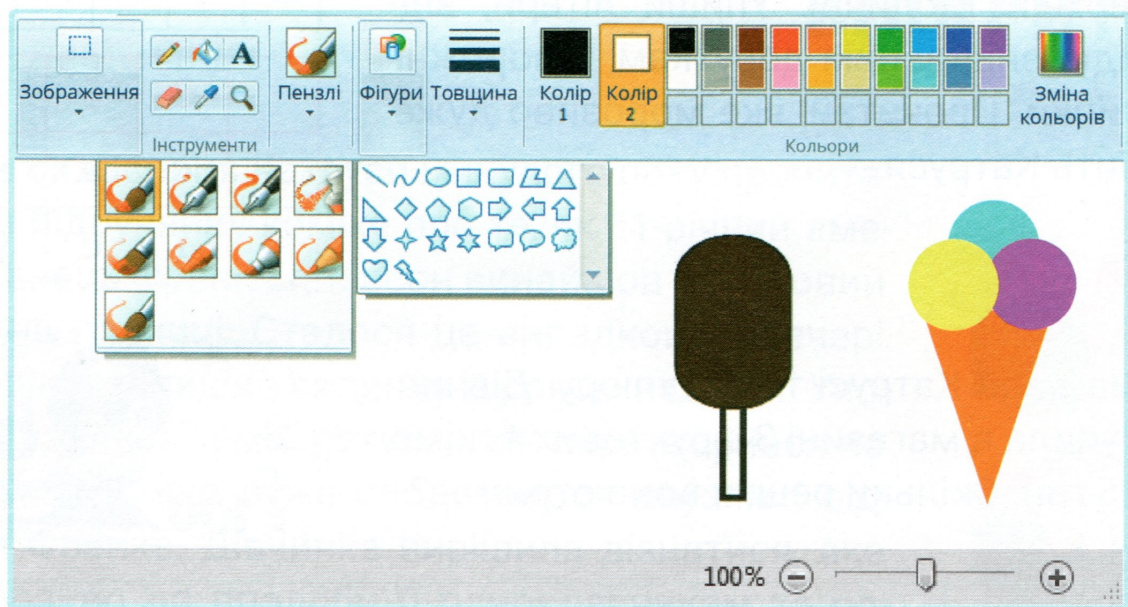 Зображення
Інструменти
А
Пензлі
Фігури
Товщина
Колір
1
Колір
2
Кольори
Зміна
кольорів
100%